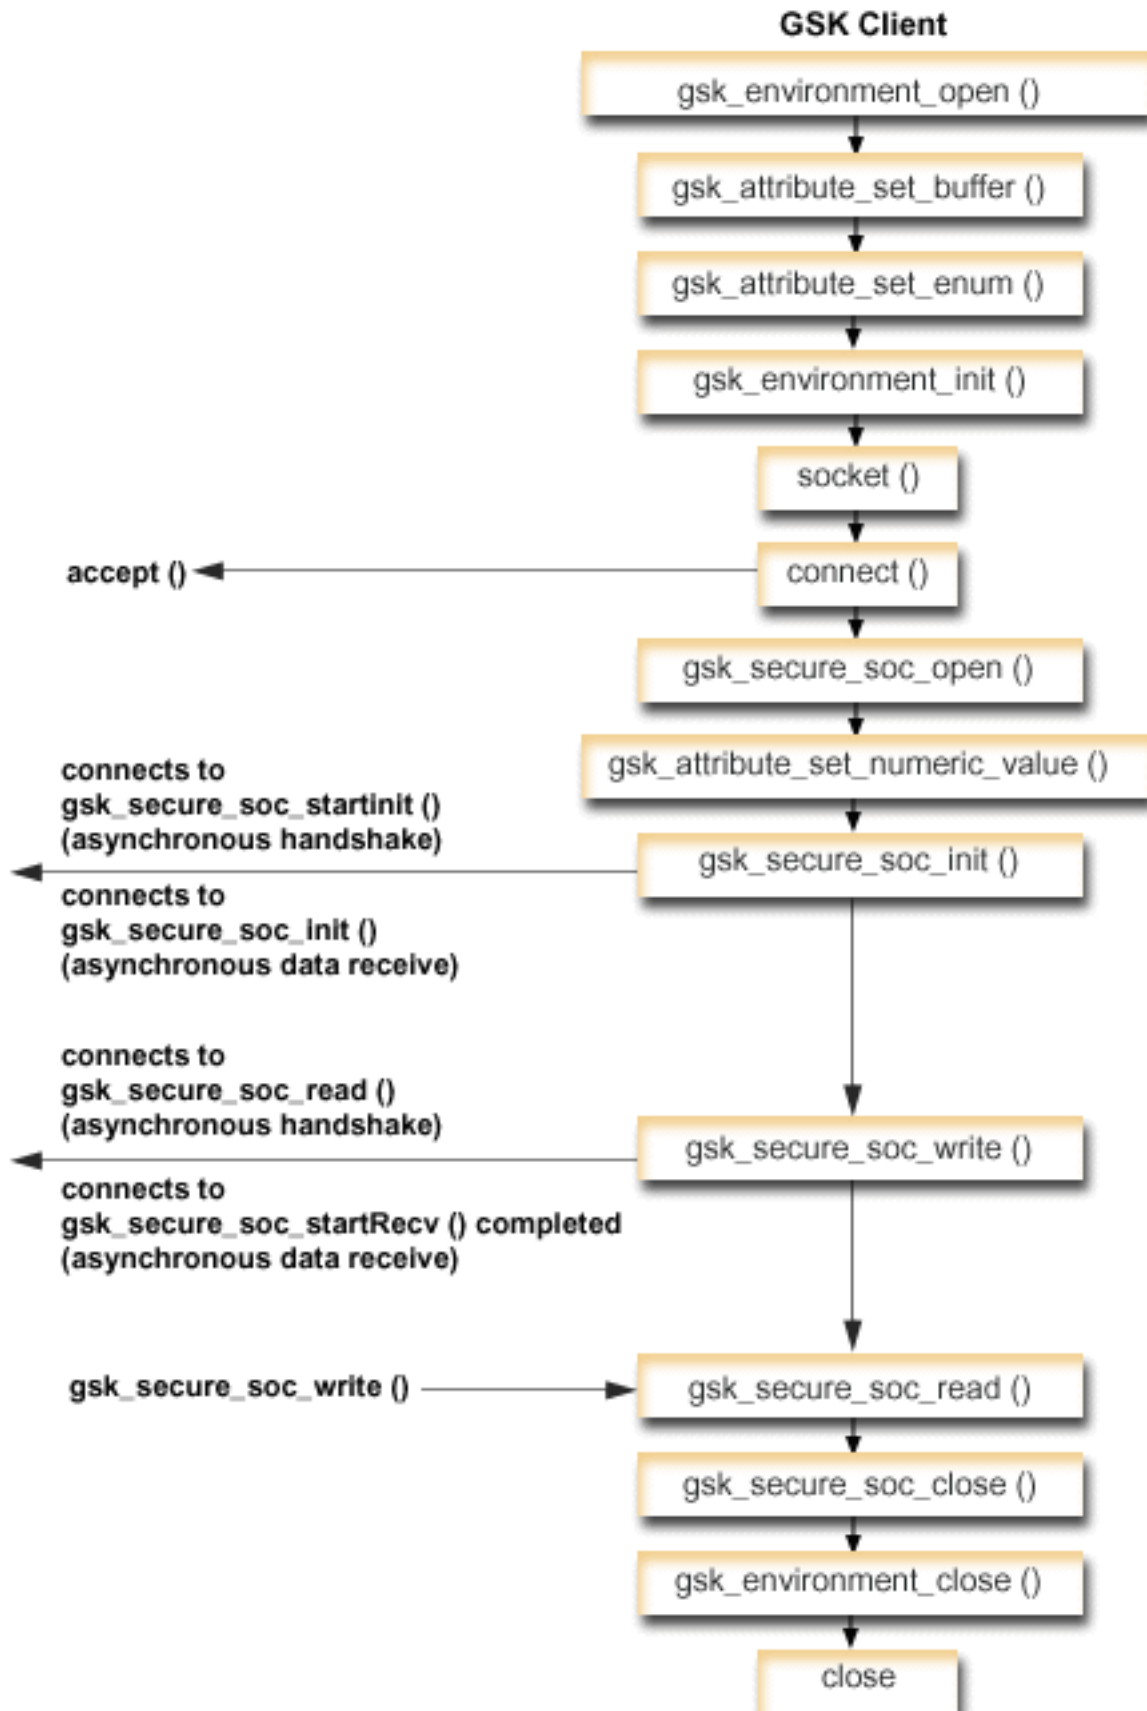 GSK Client
gsk_environment_open ()
gsk_attribute_set_buffer ()
gsk_attribute_set_enum ()
gsk_environment_init ()
socket ()
accept ()
connect ()
gsk_secure_soc_open ()
gsk_attribute_set_numeric_value ()
connects to
gsk_secure_soc_startinit ()
(asynchronous handshake)
gsk_secure_soc_init ()
connects to
gsk_secure_soc_init ()
(asynchronous data receive)
connects to
gsk_secure_soc_read ()
(asynchronous handshake)
gsk_secure_soc_write ()
connects to
gsk_secure_soc_startRecv () completed
(asynchronous data receive)
gsk_secure_soc_write ()
gsk_secure_soc_read ()
gsk_secure_soc_close ()
gsk_environment_close ()
close